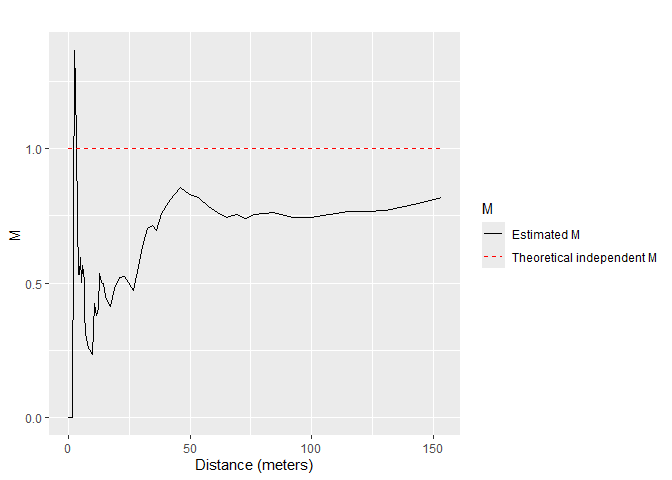 1.0
0.5
0.0
M
0
50
100
150
Distance (meters)
M
Estimated M
Theoretical independent M